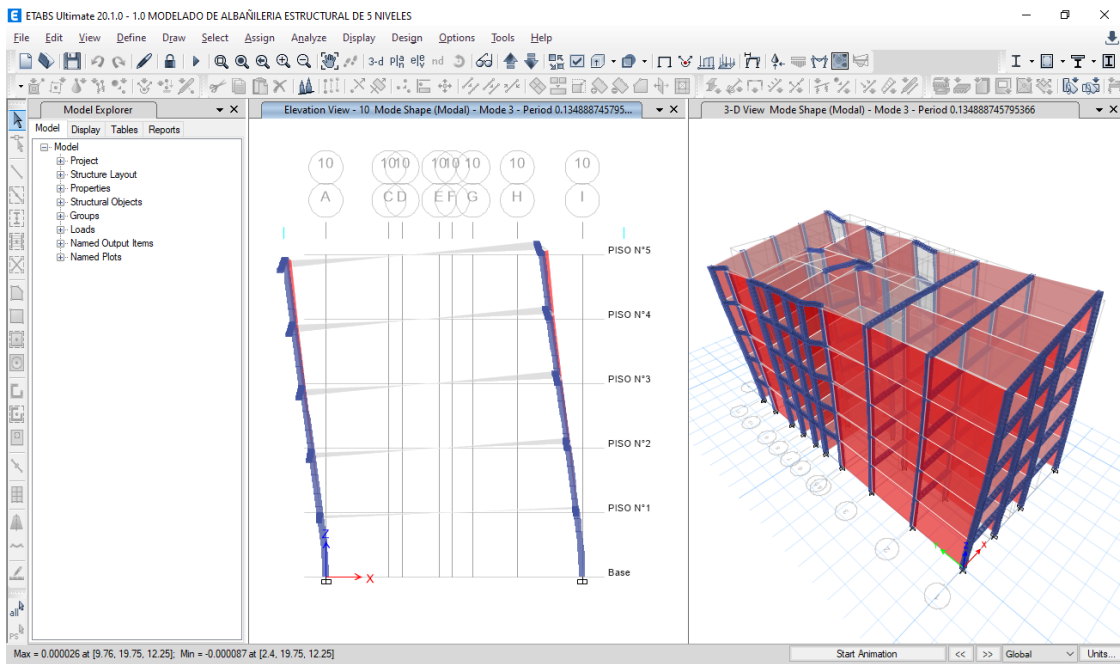 ETABS Ultimate 20.1.0 - 1.0 MODELADO DE ALBAÑILERIA ESTRUCTURAL DE 5 NIVELES
File Edit View Define Draw Select Assign Analyze Display Design Options Tools Help
3-d nd
Model Explorer
Model Display Tables Reports
Model
Project
Structure Layout
Properties
Structural Objects
Groups
Loads
Named Output Items
Named Plots
all
Elevation View - 10 Mode Shape (Modal) - Mode 3 - Period 0.134888745795...
10 10 10 10 10 10 10 10
A C D E F G H I
PISO N°5
PISO N°4
PISO N°3
PISO N°2
PISO N°1
Base
Z
X
3-D View Mode Shape (Modal) - Mode 3 - Period 0.134888745795366
X
Max = 0.000026 at [9.76, 19.75, 12.25]; Min = -0.000087 at [2.4, 19.75, 12.25]
Start Animation << >> Global Units...